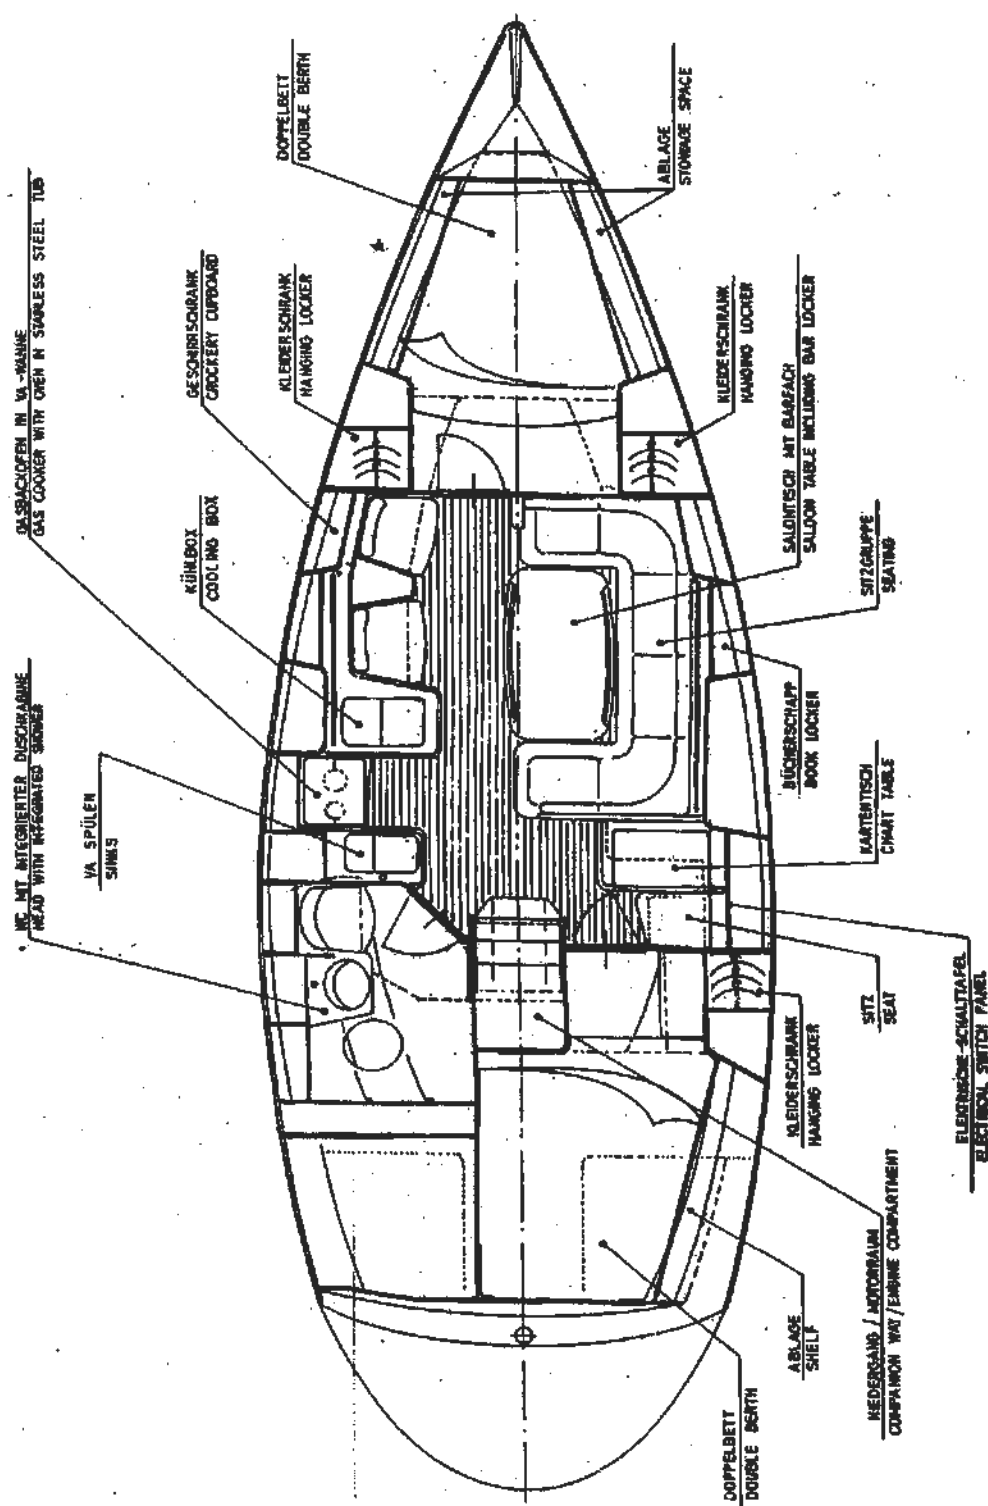 DOPPELBETT
DOUBLE BERTH
ABLAGE
STOWAGE SPACE
GASBACKOFEN IN VA-WANNE
GAS COOKER WITH OVEN IN STAINLESS STEEL TUB
GESCHIRRSCHRANK
CROCKERY CUPBOARD
KLEIDERSCHRANK
HANGING LOCKER
KÜHLBOX
COOLING BOX
KLEIDERSCHRANK
HANGING LOCKER
SALONTISCH MIT BARFACH
SALOON TABLE INCLUDING BAR LOCKER
SITZGRUPPE
SEATING
WC MIT INTEGRIERTER DUSCHKABINE
HEAD WITH INTEGRATED SHOWER
VA SPÜLEN
SINKS
BÜCHERSCHAPP
BOOK LOCKER
KARTENTISCH
CHART TABLE
SITZ
SEAT
ELEKTRISCHE-SCHALTTAFEL
ELECTRICAL SWITCH PANEL
KLEIDERSCHRANK
HANGING LOCKER
NIEDERGANG / MOTORRAUM
COMPANION WAY/ENGINE COMPARTMENT
ABLAGE
SHELF
DOPPELBETT
DOUBLE BERTH